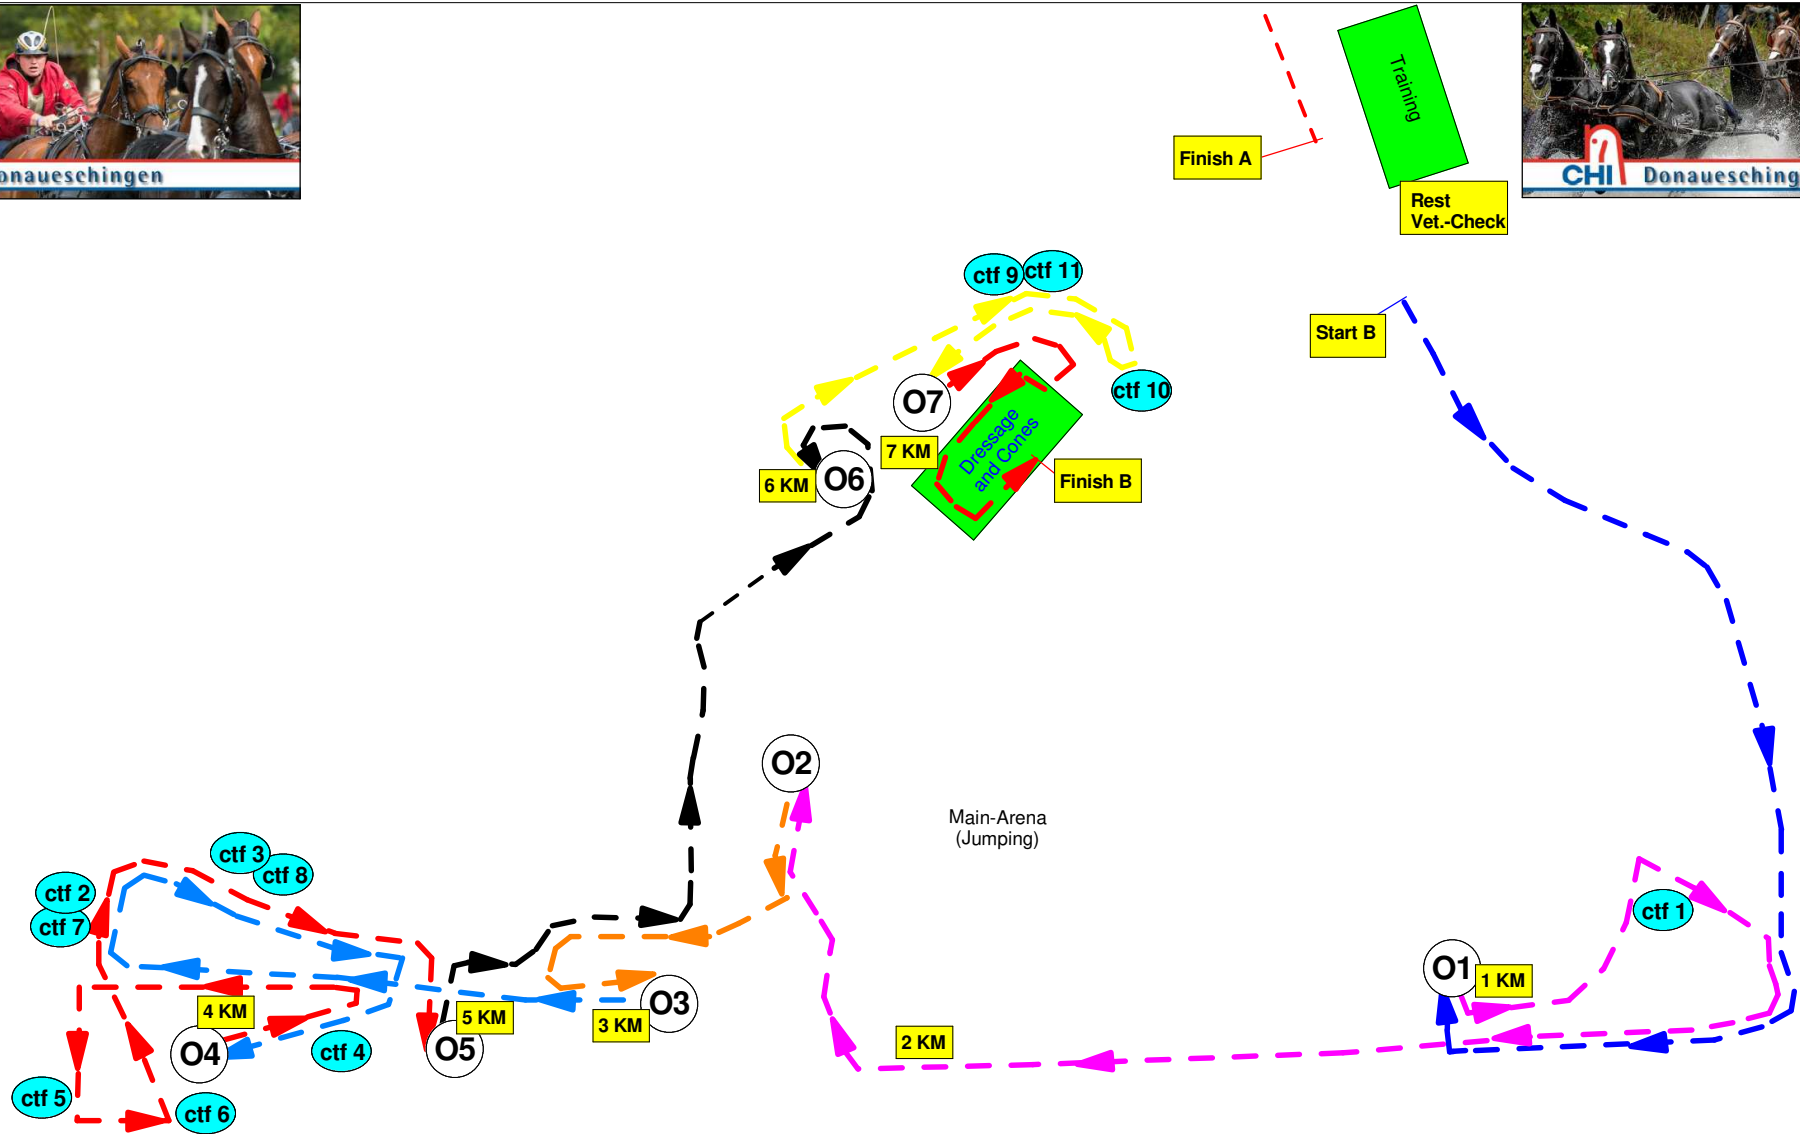 onaueschingen
Training
CHI Donauesching
Finish A
Rest
Vet.-Check
ctf 9
ctf 11
Start B
ctf 10
O7
7 KM
Dressage
and Cones
6 KM
O6
Finish B
O2
Main-Arena
(Jumping)
ctf 3
ctf 8
ctf 2
ctf 7
ctf 1
O1
1 KM
4 KM
O3
3 KM
5 KM
O4
ctf 4
O5
2 KM
ctf 5
ctf 6